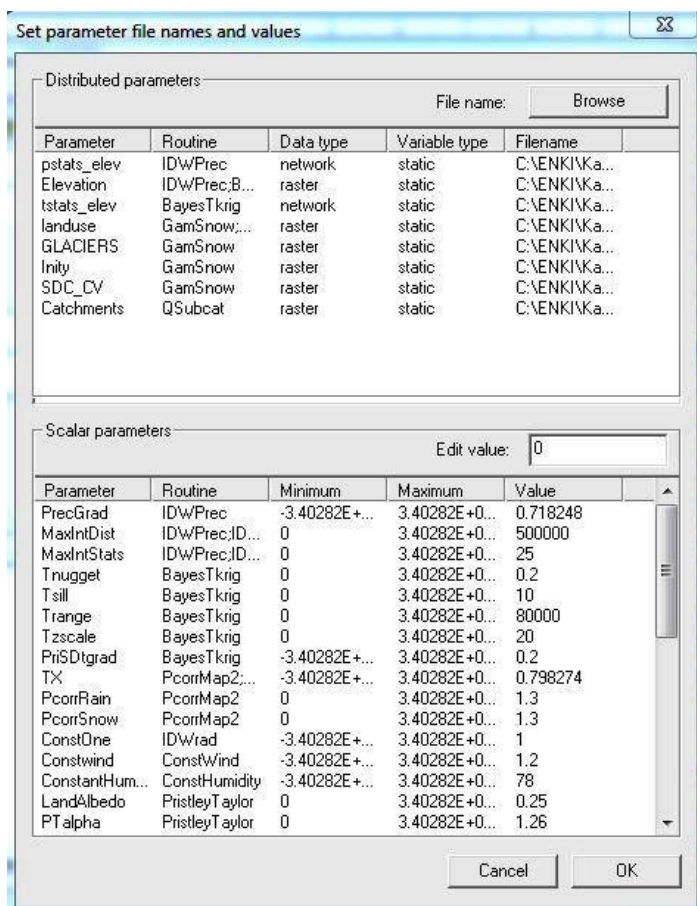 Set parameter file names and values
Distributed parameters
File name: Browse
Parameter Routine Data type Variable type Filename
pstats_elev IDWPrec network static C:\ENKI\Ka...
Elevation IDWPrec;B... raster static C:\ENKI\Ka...
tstats_elev BayesTkrig network static C:\ENKI\Ka...
landuse GamSnow;... raster static C:\ENKI\Ka...
GLACIERS GamSnow raster static C:\ENKI\Ka...
Inity GamSnow raster static C:\ENKI\Ka...
SDC_CV GamSnow raster static C:\ENKI\Ka...
Catchments QSubcat raster static C:\ENKI\Ka...
Scalar parameters
Edit value: 0
Parameter Routine Minimum Maximum Value
PrecGrad IDWPrec -3.40282E+... 3.40282E+0... 0.718248
MaxIntDist IDWPrec;ID... 0 3.40282E+0... 500000
MaxIntStats IDWPrec;ID... 0 3.40282E+0... 25
Tnugget BayesTkrig 0 3.40282E+0... 0.2
Tsill BayesTkrig 0 3.40282E+0... 10
Trange BayesTkrig 0 3.40282E+0... 80000
Tzscale BayesTkrig 0 3.40282E+0... 20
PriSDtgrad BayesTkrig -3.40282E+... 3.40282E+0... 0.2
TX PcorrMap2;... -3.40282E+... 3.40282E+0... 0.798274
PcorrRain PcorrMap2 0 3.40282E+0... 1.3
PcorrSnow PcorrMap2 0 3.40282E+0... 1.3
ConstOne IDWrad -3.40282E+... 3.40282E+0... 1
Constwind ConstWind -3.40282E+... 3.40282E+0... 1.2
ConstantHum... ConstHumidity -3.40282E+... 3.40282E+0... 78
LandAlbedo PristleyTaylor 0 3.40282E+0... 0.25
PTalpha PristleyTaylor 0 3.40282E+0... 1.26
Cancel OK